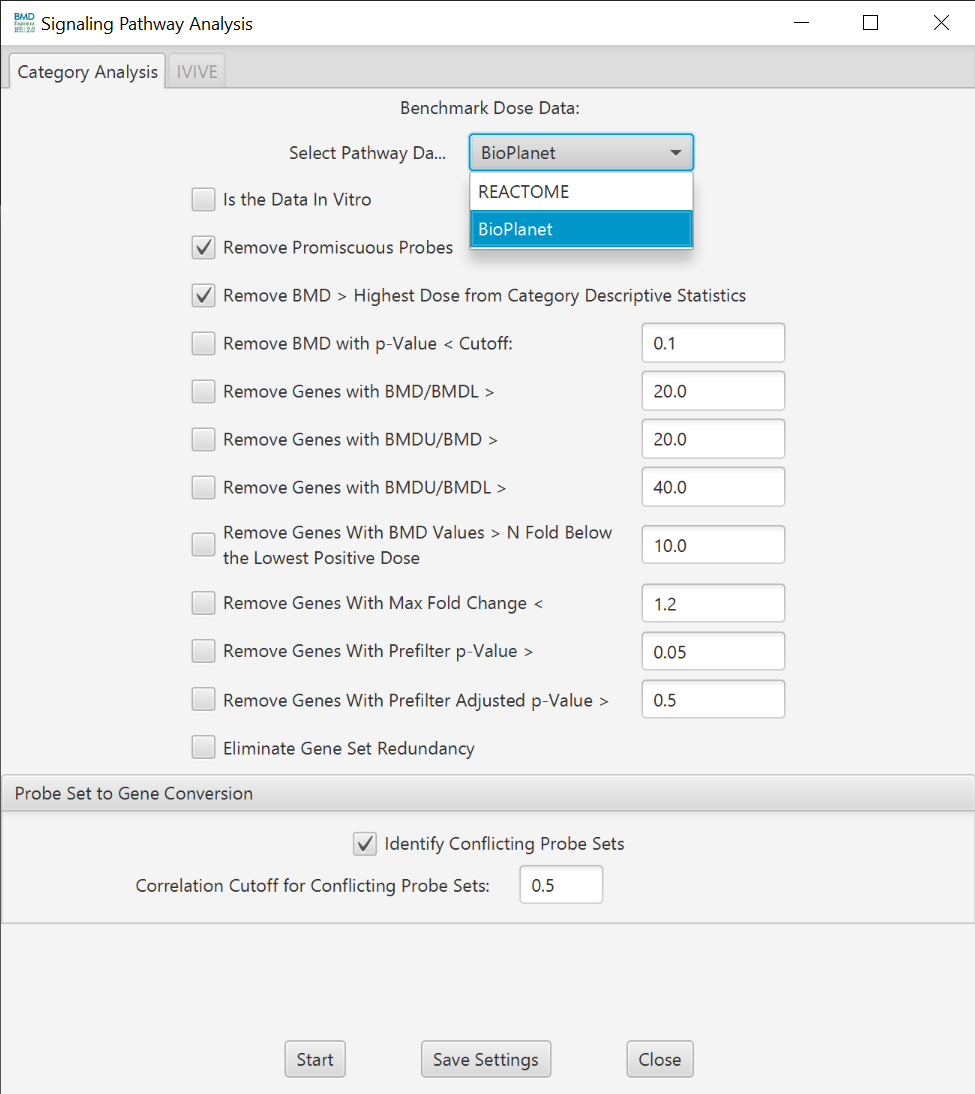 BMD
Express
2.0
Signaling Pathway Analysis
Category Analysis
IVIVE
Benchmark Dose Data:
Select Pathway Da...
BioPlanet
REACTOME
BioPlanet
Is the Data In Vitro
Remove Promiscuous Probes
Remove BMD > Highest Dose from Category Descriptive Statistics
Remove BMD with p-Value < Cutoff: 0.1
Remove Genes with BMD/BMDL > 20.0
Remove Genes with BMDU/BMD > 20.0
Remove Genes with BMDU/BMDL > 40.0
Remove Genes With BMD Values > N Fold Below
the Lowest Positive Dose
10.0
Remove Genes With Max Fold Change < 1.2
Remove Genes With Prefilter p-Value > 0.05
Remove Genes With Prefilter Adjusted p-Value > 0.5
Eliminate Gene Set Redundancy
Probe Set to Gene Conversion
Identify Conflicting Probe Sets
Correlation Cutoff for Conflicting Probe Sets: 0.5
Start Save Settings Close